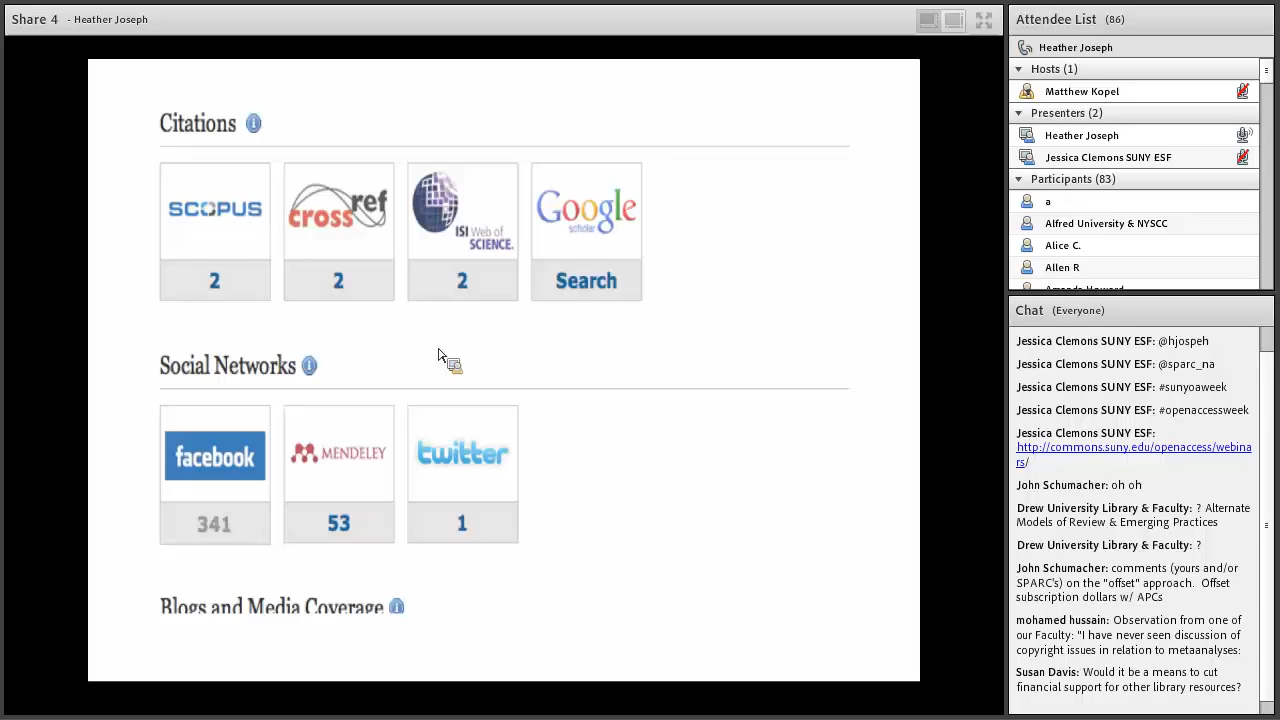 Share 4 - Heather Joseph
Citations
SCOPUS
crossref
ISI Web of SCIENCE.
Google scholar
2
2
2
Search
Social Networks
facebook
MENDELEY
twitter
341
53
1
Blogs and Media Coverage
Attendee List (86)
Heather Joseph
Hosts (1)
Matthew Kopel
Presenters (2)
Heather Joseph
Jessica Clemons SUNY ESF
Participants (83)
a
Alfred University & NYSCC
Alice C.
Allen R
Amanda Howard
Chat (Everyone)
Jessica Clemons SUNY ESF: @hjospeh
Jessica Clemons SUNY ESF: @sparc_na
Jessica Clemons SUNY ESF: #sunyoaweek
Jessica Clemons SUNY ESF: #openaccessweek
Jessica Clemons SUNY ESF:
http://commons.suny.edu/openaccess/webina
rs/
John Schumacher: oh oh
Drew University Library & Faculty: ? Alternate
Models of Review & Emerging Practices
Drew University Library & Faculty: ?
John Schumacher: comments (yours and/or
SPARC's) on the "offset" approach. Offset
subscription dollars w/ APCs
mohamed hussain: Observation from one of
our Faculty: "I have never seen discussion of
copyright issues in relation to metaanalyses:
Susan Davis: Would it be a means to cut
financial support for other library resources?